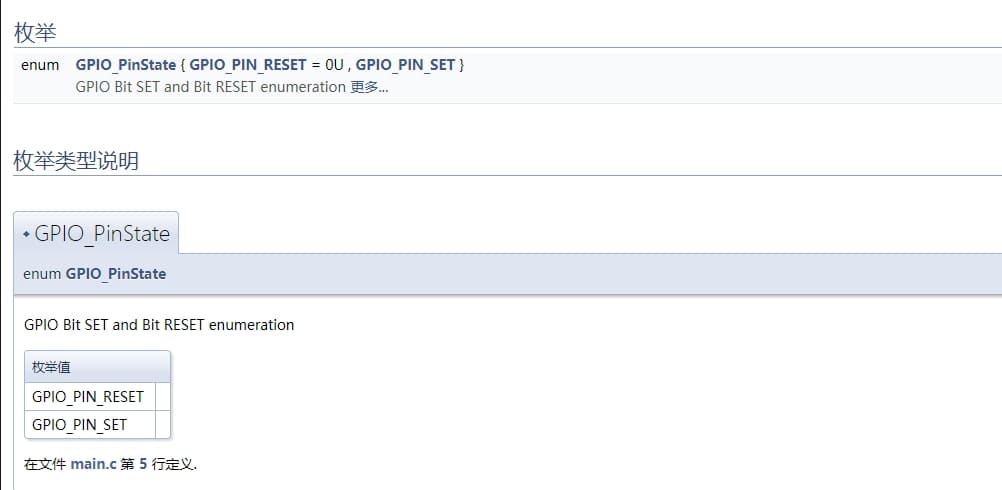 枚举
enum GPIO_PinState { GPIO_PIN_RESET = 0U , GPIO_PIN_SET }
GPIO Bit SET and Bit RESET enumeration 更多...
枚举类型说明
◆ GPIO_PinState
enum GPIO_PinState
GPIO Bit SET and Bit RESET enumeration
枚举值
GPIO_PIN_RESET
GPIO_PIN_SET
在文件 main.c 第 5 行定义.